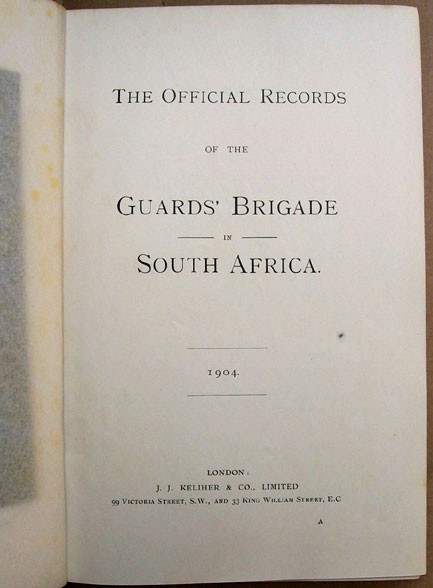 THE OFFICIAL RECORDS
OF THE
GUARDS' BRIGADE
IN
SOUTH AFRICA.
1904.
LONDON:
J. J. KELIHER & CO., LIMITED
99 VICTORIA STREET, S.W., AND 33 KING WILLIAM STREET, E.C
A